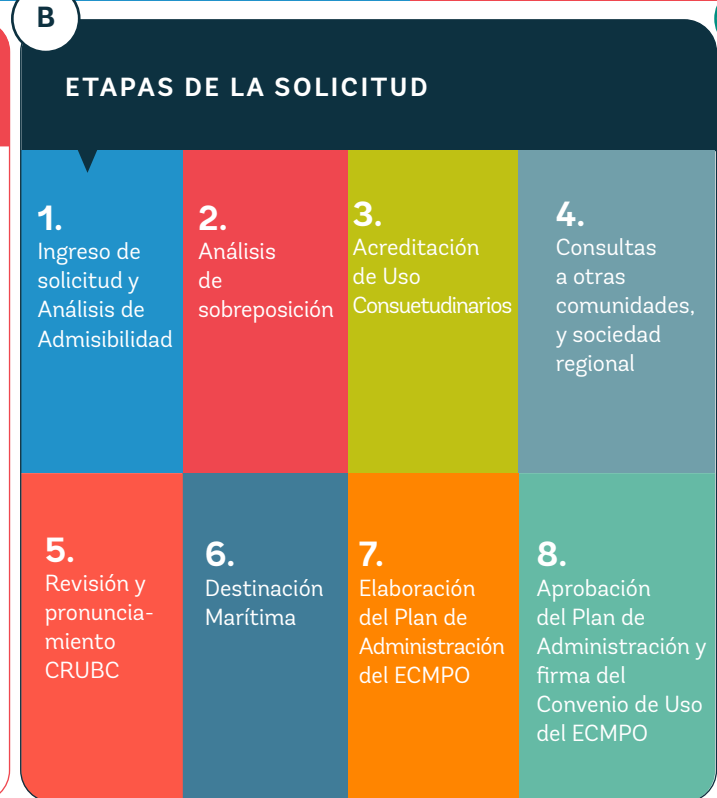 B
ETAPAS DE LA SOLICITUD
1.
Ingreso de
solicitud y
Análisis de
Admisibilidad
2.
Análisis
de
sobreposición
3.
Acreditación
de Uso
Consuetudinarios
4.
Consultas
a otras
comunidades,
y sociedad
regional
5.
Revisión y
pronuncia-
miento
CRUBC
6.
Destinación
Marítima
7.
Elaboración
del Plan de
Administración
del ECMPO
8.
Aprobación
del Plan de
Administración y
firma del
Convenio de Uso
del ECMPO